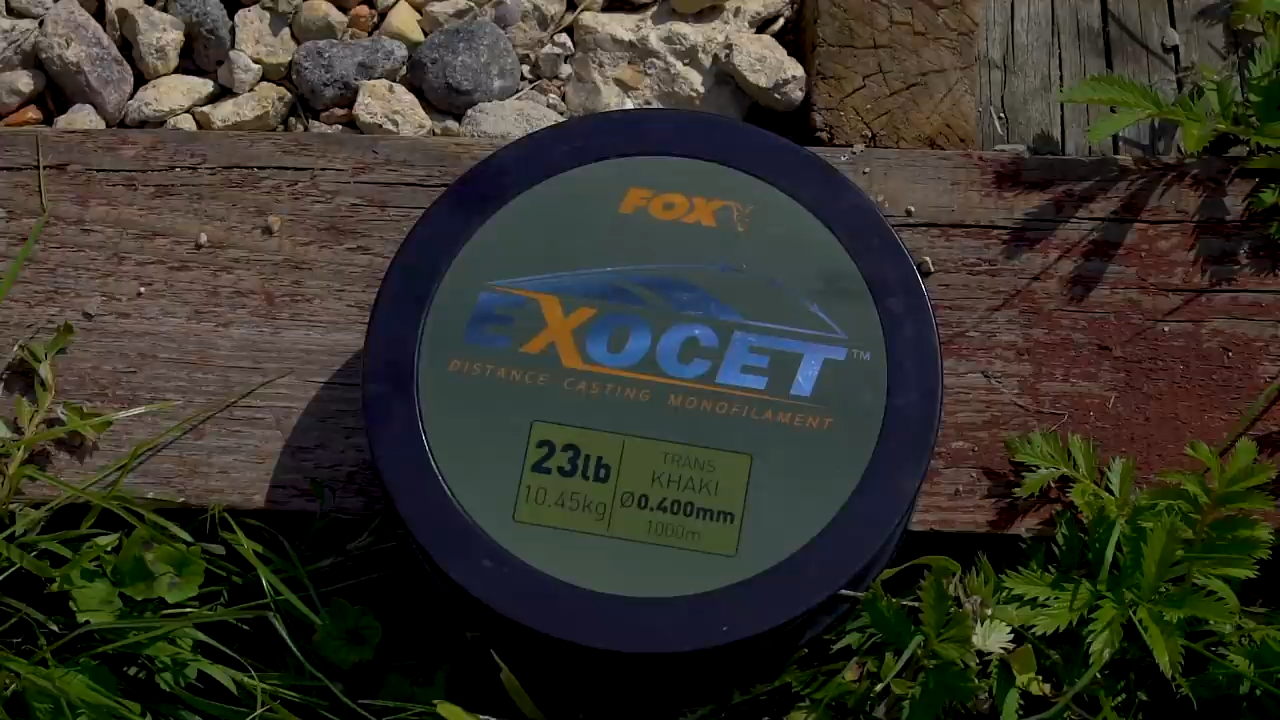 FOX
EXOCET™
DISTANCE CASTING MONOFILAMENT
23lb
10.45kg
TRANS
KHAKI
Ø0.400mm
1000m